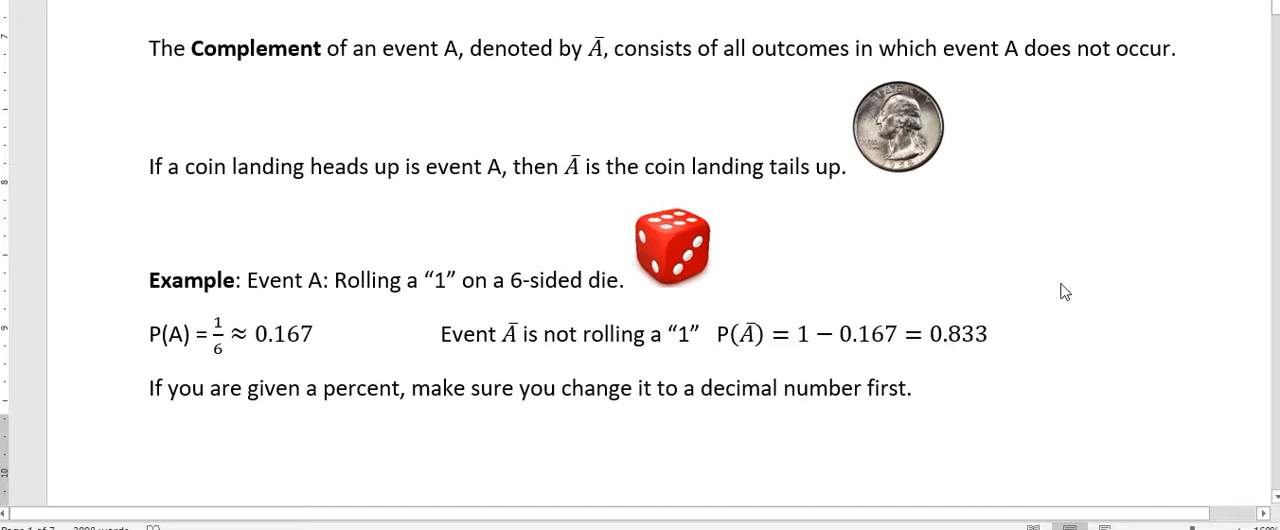 The Complement of an event A, denoted by Ā, consists of all outcomes in which event A does not occur.
If a coin landing heads up is event A, then Ā is the coin landing tails up.
Example: Event A: Rolling a “1” on a 6-sided die.
P(A) = 1/6 ≈ 0.167 Event Ā is not rolling a “1” P(Ā) = 1 − 0.167 = 0.833
If you are given a percent, make sure you change it to a decimal number first.